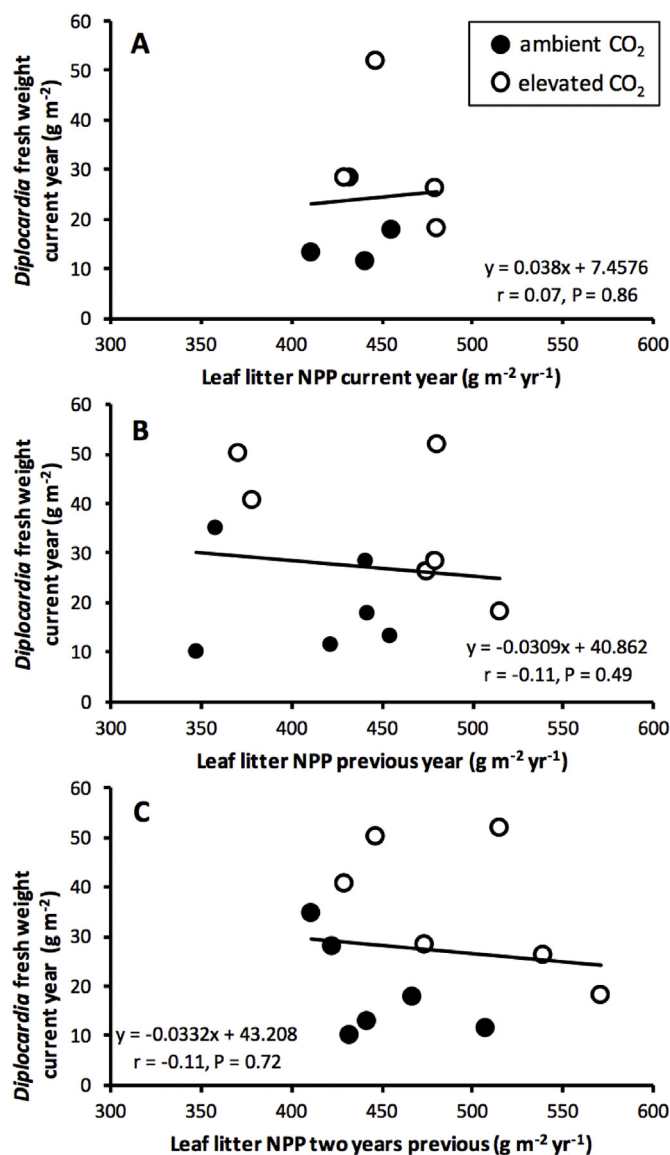 A
ambient CO₂
elevated CO₂
Diplocardia fresh weight
current year (g m⁻²)
60
50
40
30
20
10
0
y = 0.038x + 7.4576
r = 0.07, P = 0.86
300 350 400 450 500 550 600
Leaf litter NPP current year (g m⁻² yr⁻¹)
B
Diplocardia fresh weight
current year (g m⁻²)
60
50
40
30
20
10
0
y = -0.0309x + 40.862
r = -0.11, P = 0.49
300 350 400 450 500 550 600
Leaf litter NPP previous year (g m⁻² yr⁻¹)
C
Diplocardia fresh weight
current year (g m⁻²)
60
50
40
30
20
10
0
y = -0.0332x + 43.208
r = -0.11, P = 0.72
300 350 400 450 500 550 600
Leaf litter NPP two years previous (g m⁻² yr⁻¹)